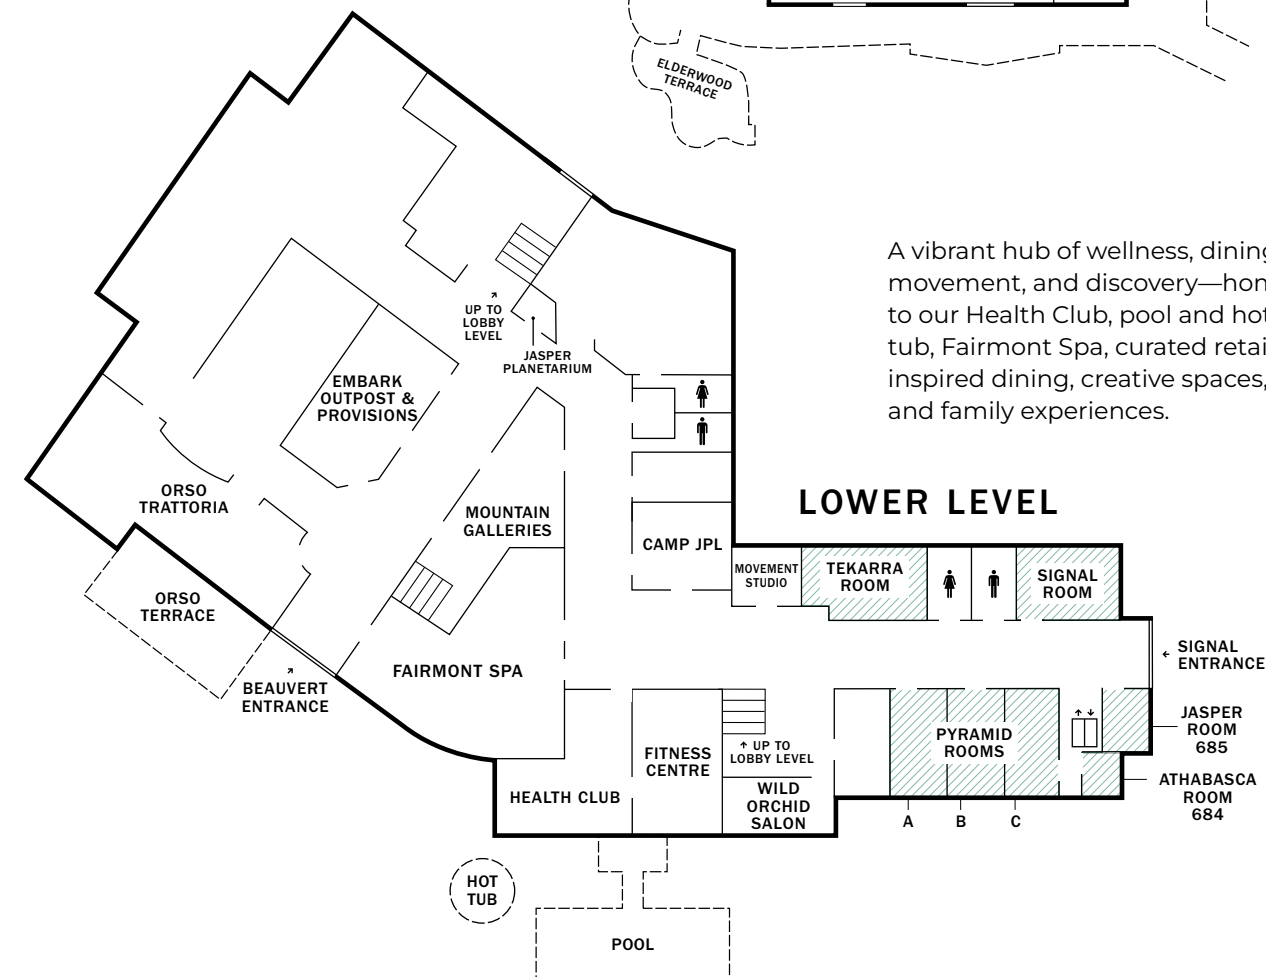 ELDERWOOD
TERRACE
A vibrant hub of wellness, dining
movement, and discovery—hom
to our Health Club, pool and hot
tub, Fairmont Spa, curated retai
inspired dining, creative spaces,
and family experiences.
UP TO
LOBBY
LEVEL
JASPER
PLANETARIUM
EMBARK
OUTPOST &
PROVISIONS
ORSO
TRATTORIA
MOUNTAIN
GALLERIES
LOWER LEVEL
CAMP JPL
MOVEMENT
STUDIO
TEKARRA
ROOM
SIGNAL
ROOM
ORSO
TERRACE
SIGNAL
ENTRANCE
FAIRMONT SPA
BEAUVERT
ENTRANCE
JASPER
ROOM
685
PYRAMID
ROOMS
FITNESS
CENTRE
UP TO
LOBBY LEVEL
ATHABASCA
ROOM
684
HEALTH CLUB
WILD
ORCHID
SALON
A B C
HOT
TUB
POOL